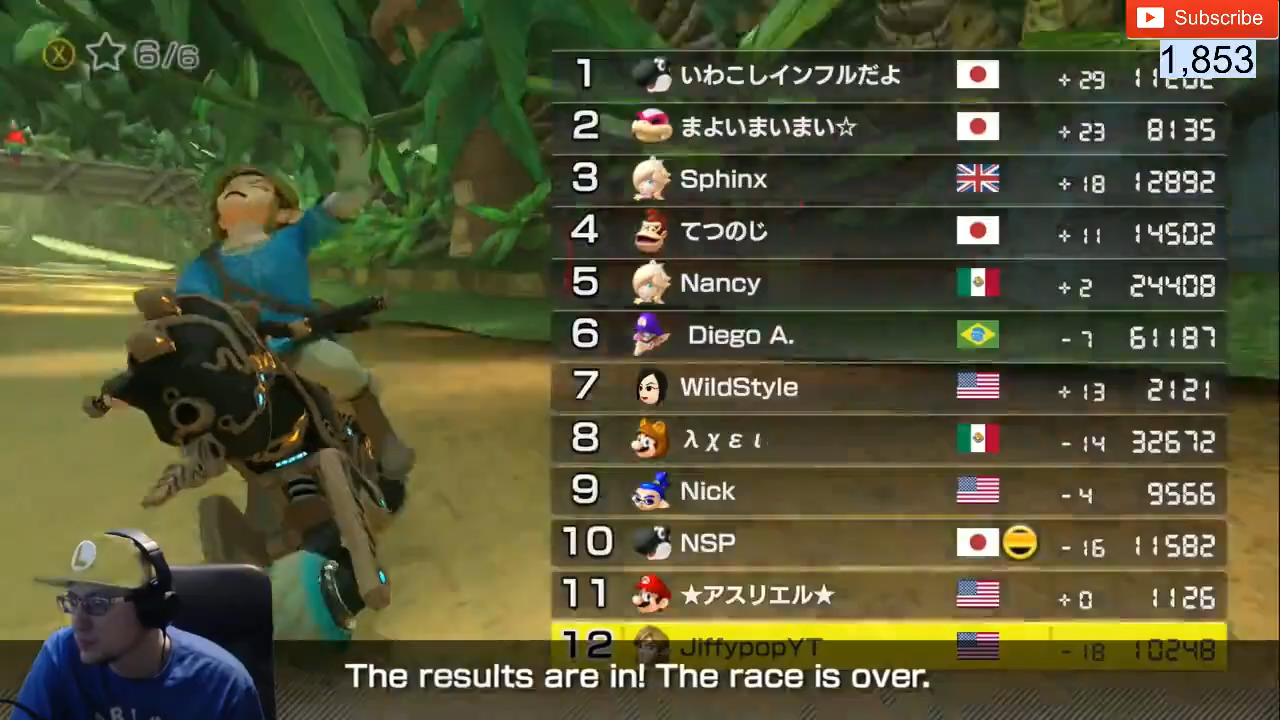 Subscribe
1,853
X 6/6
1 いわこしインフルだよ + 29
2 まよいまいまい☆ + 23 8135
3 Sphinx + 18 12892
4 てつのじ + 11 14502
5 Nancy + 2 24408
6 Diego A. - 7 61187
7 WildStyle + 13 2121
8 λχει - 14 32672
9 Nick - 4 9566
10 NSP - 16 11582
11 ★アスリエル★ + 0 1126
12 JiffypopYT - 18 10248
The results are in! The race is over.